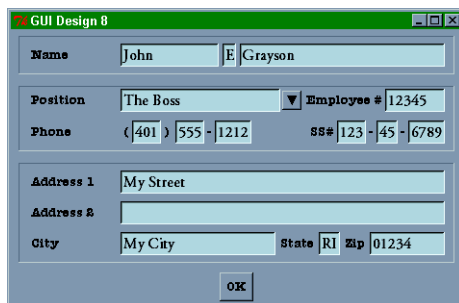 GUI Design 8
Name John E Grayson
Position The Boss Employee # 12345
Phone ( 401 ) 555 - 1212 SS# 123 - 45 - 6789
Address 1 My Street
Address 2
City My City State RI Zip 01234
OK